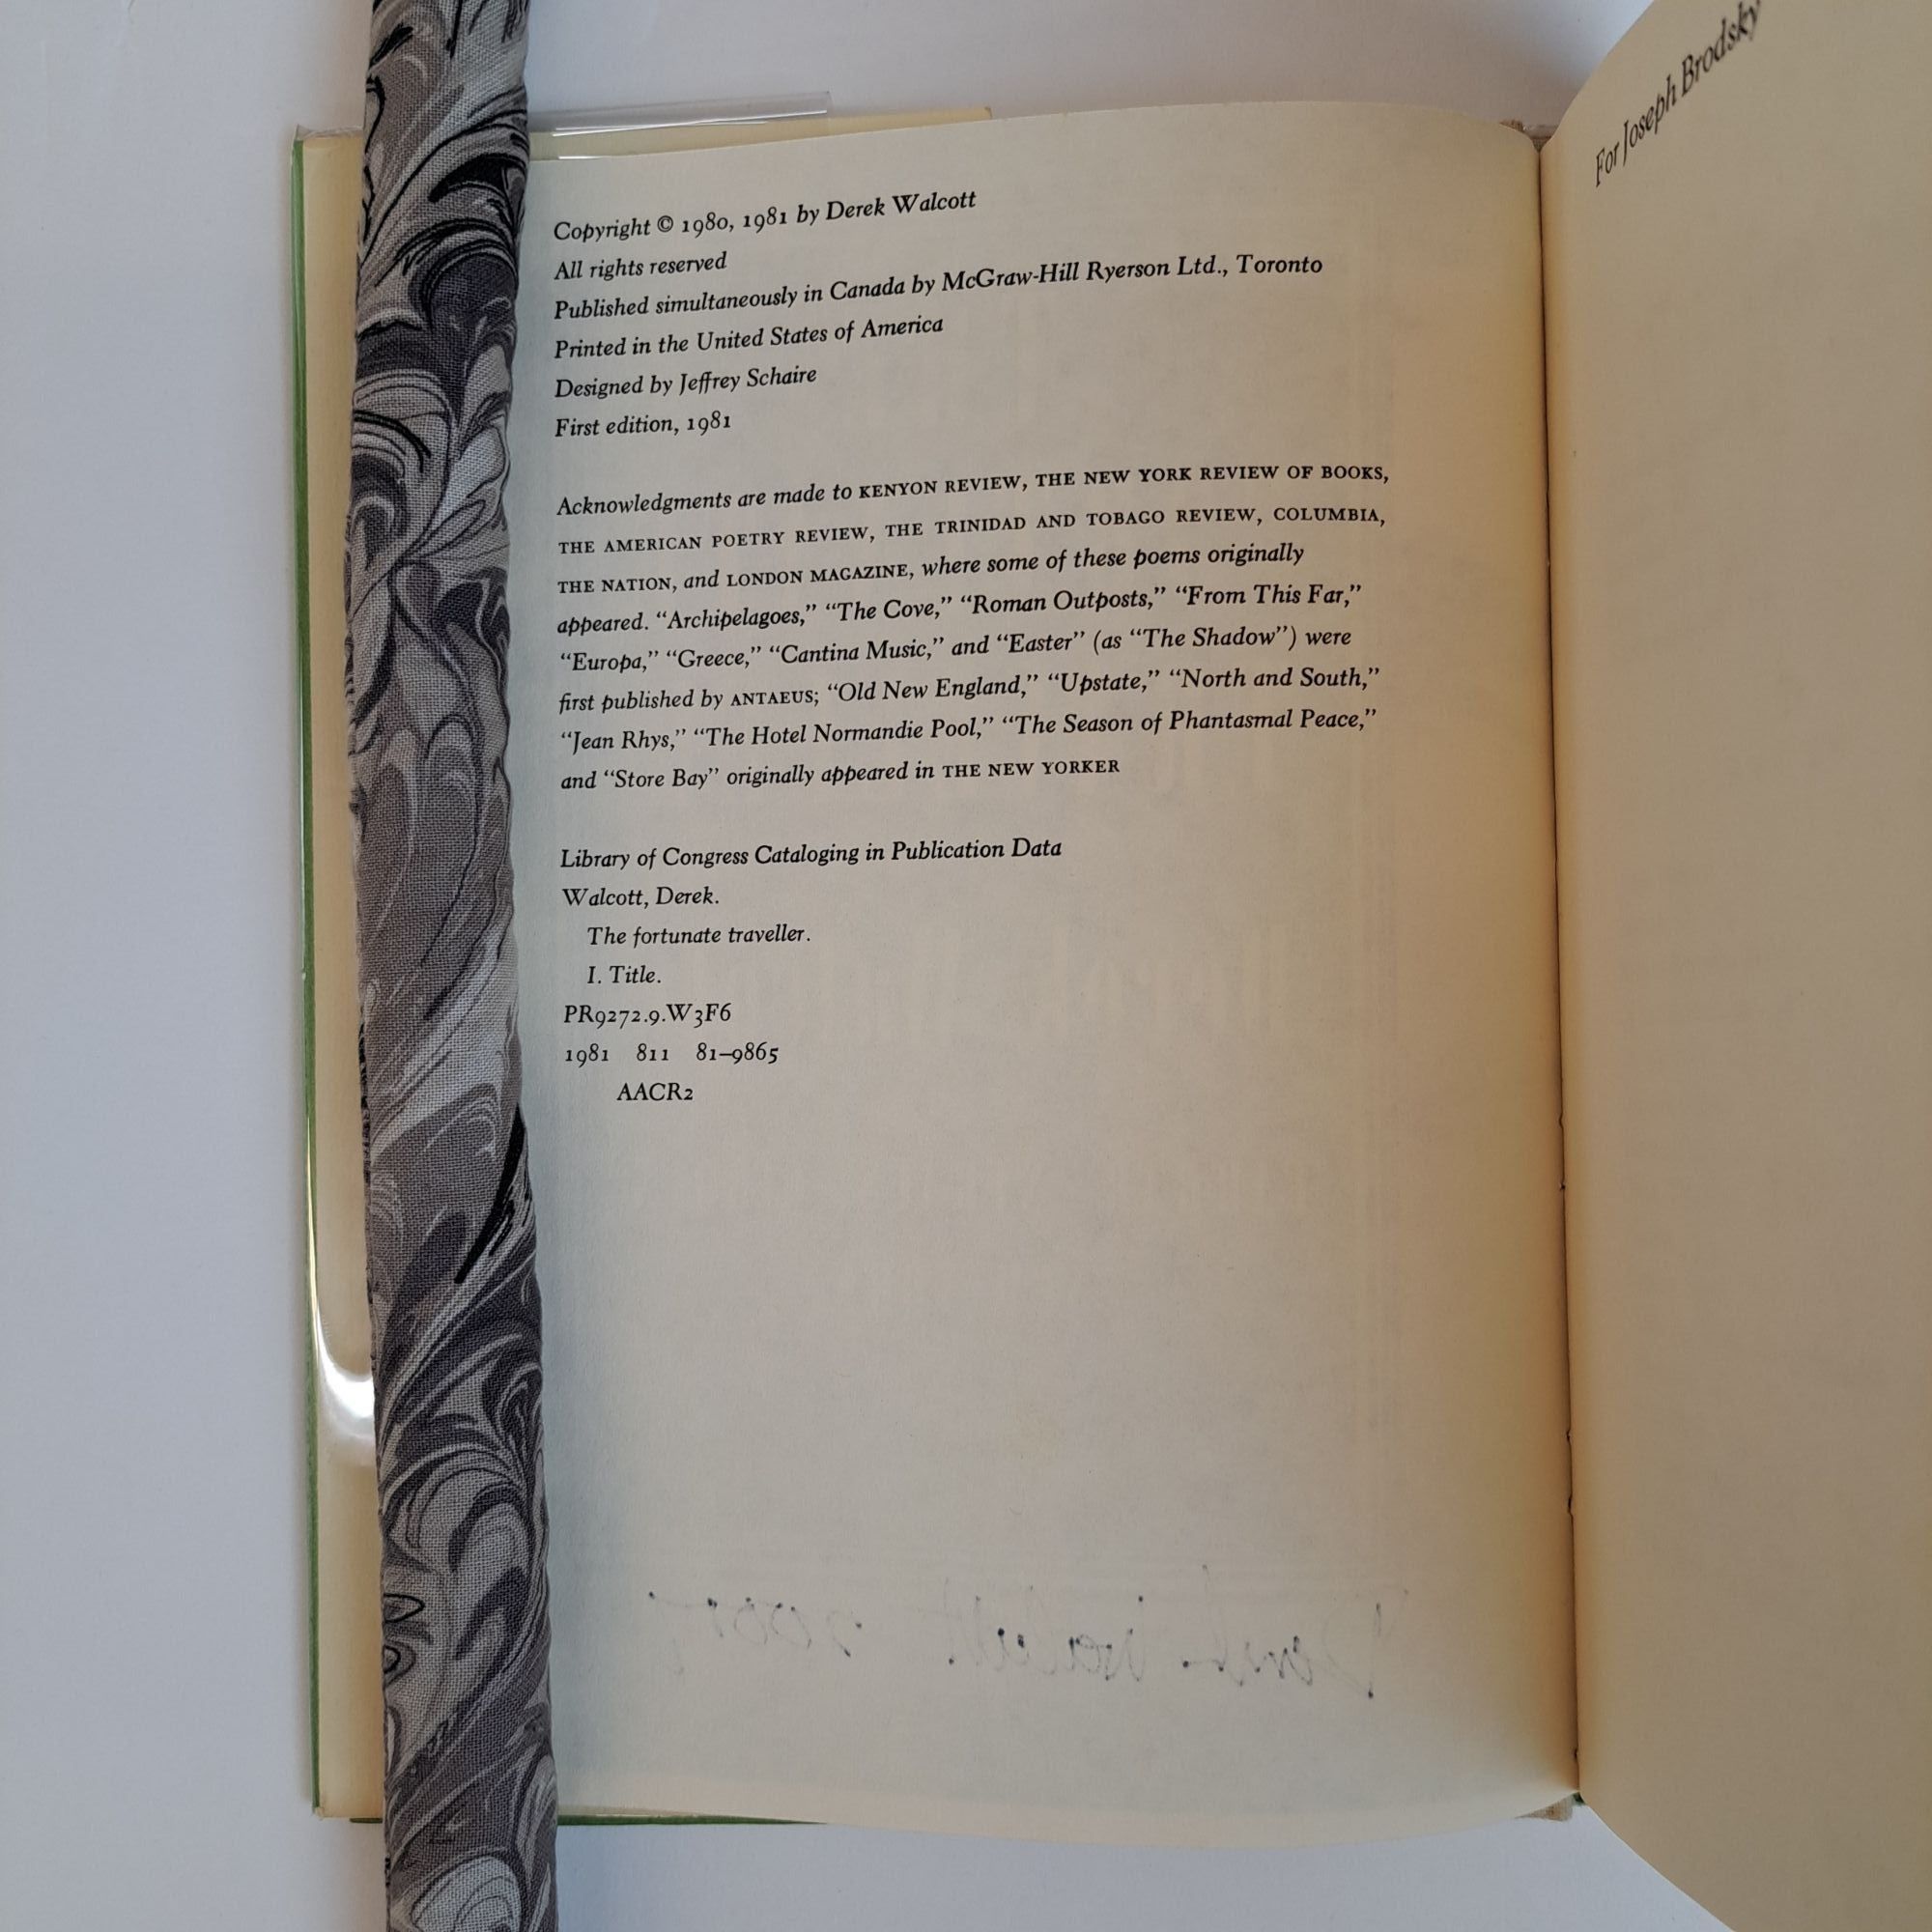 Copyright © 1980, 1981 by Derek Walcott
All rights reserved
Published simultaneously in Canada by McGraw-Hill Ryerson Ltd., Toronto
Printed in the United States of America
Designed by Jeffrey Schaire
First edition, 1981
Acknowledgments are made to KENYON REVIEW, THE NEW YORK REVIEW OF BOOKS,
THE AMERICAN POETRY REVIEW, THE TRINIDAD AND TOBAGO REVIEW, COLUMBIA,
THE NATION, and LONDON MAGAZINE, where some of these poems originally
appeared. “Archipelagoes,” “The Cove,” “Roman Outposts,” “From This Far,”
“Europa,” “Greece,” “Cantina Music,” and “Easter” (as “The Shadow”) were
first published by ANTAEUS; “Old New England,” “Upstate,” “North and South,”
“Jean Rhys,” “The Hotel Normandie Pool,” “The Season of Phantasmal Peace,”
and “Store Bay” originally appeared in THE NEW YORKER
Library of Congress Cataloging in Publication Data
Walcott, Derek.
The fortunate traveller.
I. Title.
PR9272.9.W3F6
1981 811 81–9865
AACR2
For Joseph Brodsky